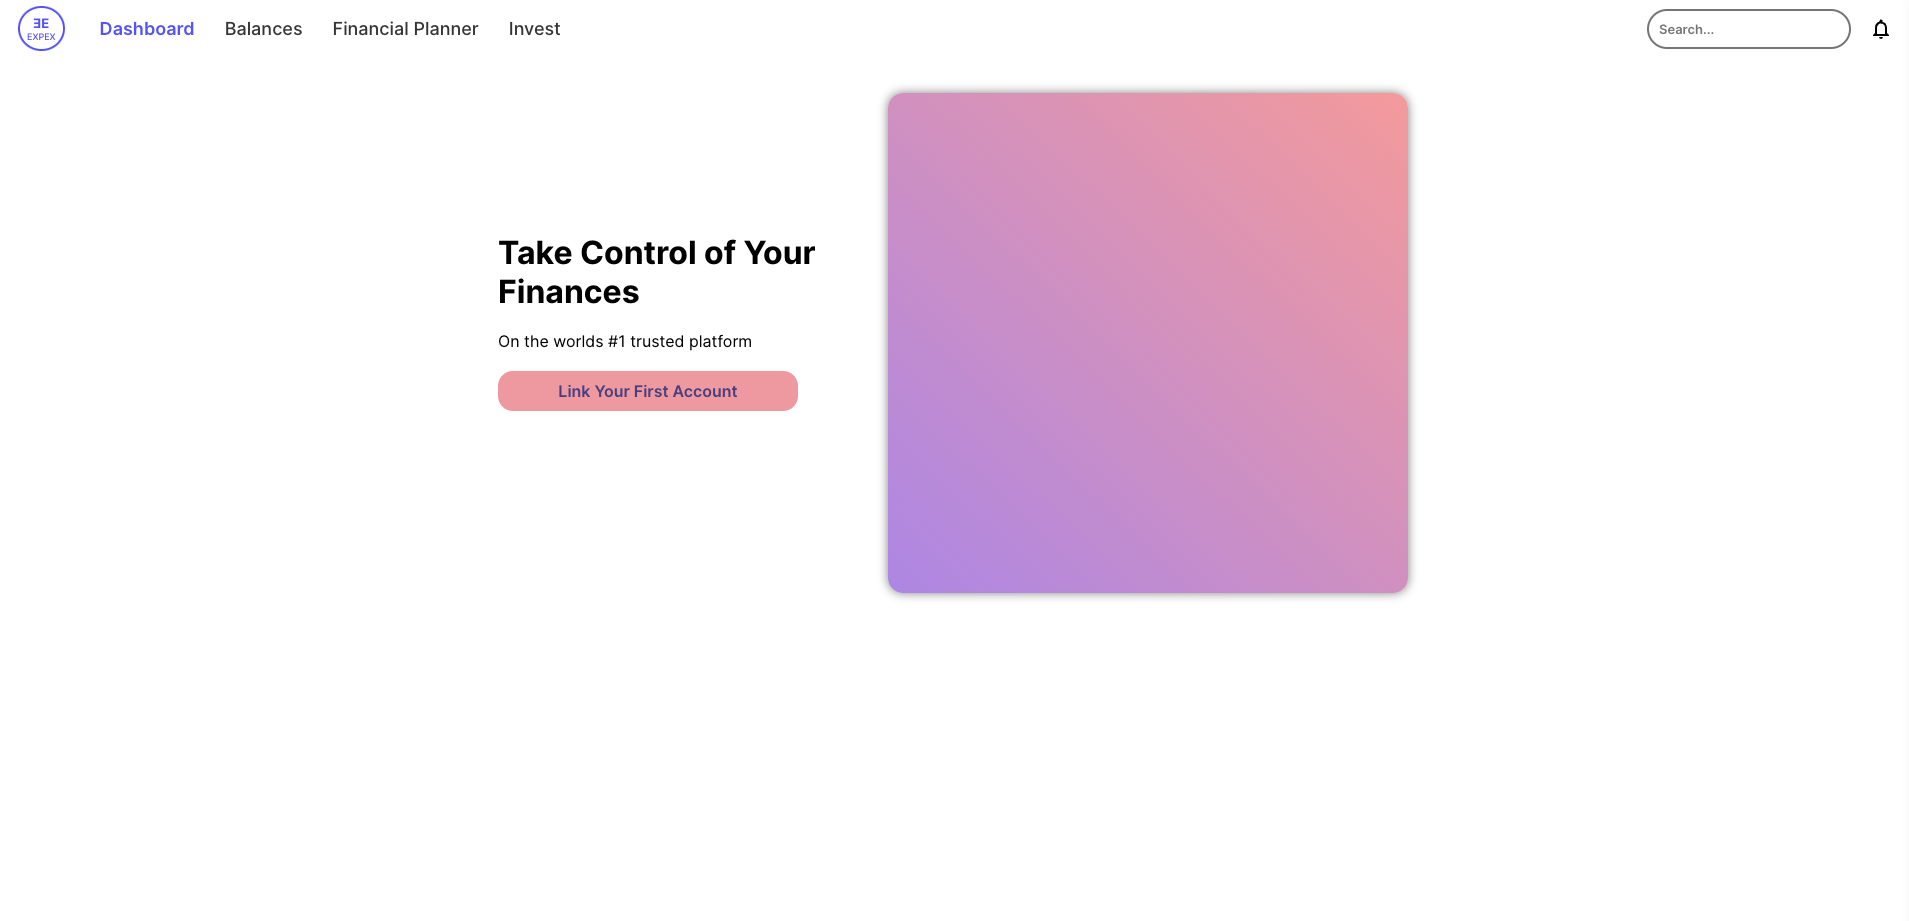 ƎE
EXPEX
Dashboard Balances Financial Planner Invest
Search...
Take Control of Your
Finances
On the worlds #1 trusted platform
Link Your First Account